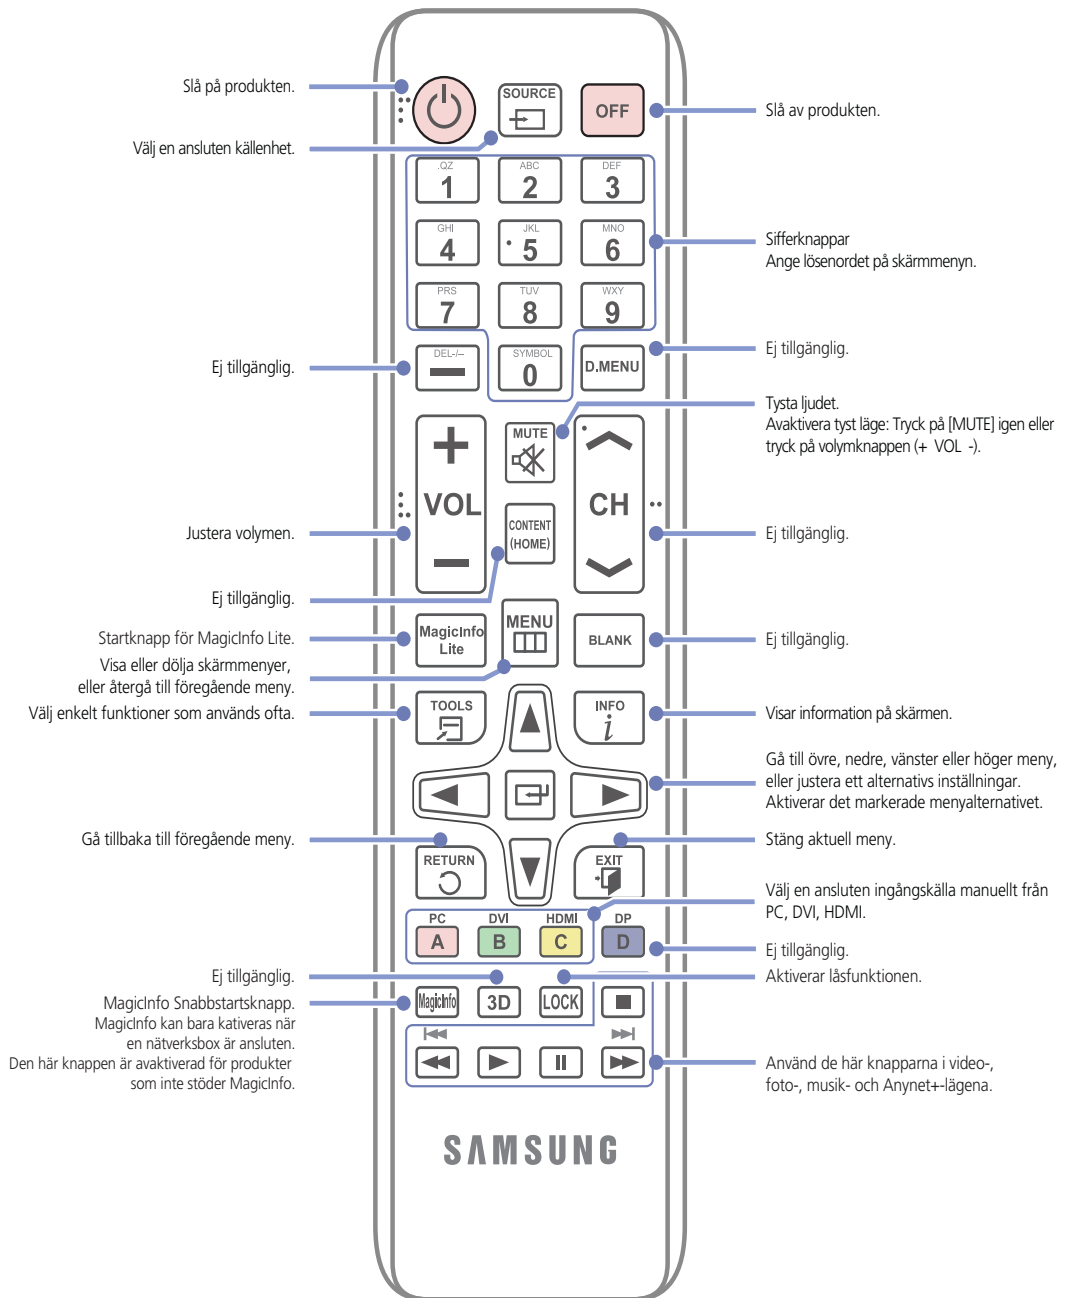 Slå på produkten.
SOURCE
OFF
Slå av produkten.
Välj en ansluten källenhet.
.QZ
1
ABC
2
DEF
3
GHI
4
JKL
5
MNO
6
Sifferknappar
Ange lösenordet på skärmmenyn.
PRS
7
TUV
8
WXY
9
Ej tillgänglig.
DEL-/--
SYMBOL
0
D.MENU
Ej tillgänglig.
Tysta ljudet.
Avaktivera tyst läge: Tryck på [MUTE] igen eller
tryck på volymknappen (+ VOL -).
MUTE
+
VOL
–
CH
Justera volymen.
CONTENT
(HOME)
Ej tillgänglig.
Ej tillgänglig.
Startknapp för MagicInfo Lite.
MagicInfo
Lite
MENU
BLANK
Ej tillgänglig.
Visa eller dölja skärmmenyer,
eller återgå till föregående meny.
Välj enkelt funktioner som används ofta.
TOOLS
INFO
i
Visar information på skärmen.
Gå till övre, nedre, vänster eller höger meny,
eller justera ett alternativs inställningar.
Aktiverar det markerade menyalternativet.
Gå tillbaka till föregående meny.
RETURN
EXIT
Stäng aktuell meny.
Välj en ansluten ingångskälla manuellt från
PC, DVI, HDMI.
PC
A
DVI
B
HDMI
C
DP
D
Ej tillgänglig.
Ej tillgänglig.
Aktiverar låsfunktionen.
MagicInfo Snabbstartsknapp.
MagicInfo kan bara kativeras när
en nätverksbox är ansluten.
Den här knappen är avaktiverad för produkter
som inte stöder MagicInfo.
MagicInfo
3D
LOCK
Använd de här knapparna i video-,
foto-, musik- och Anynet+-lägena.
SAMSUNG